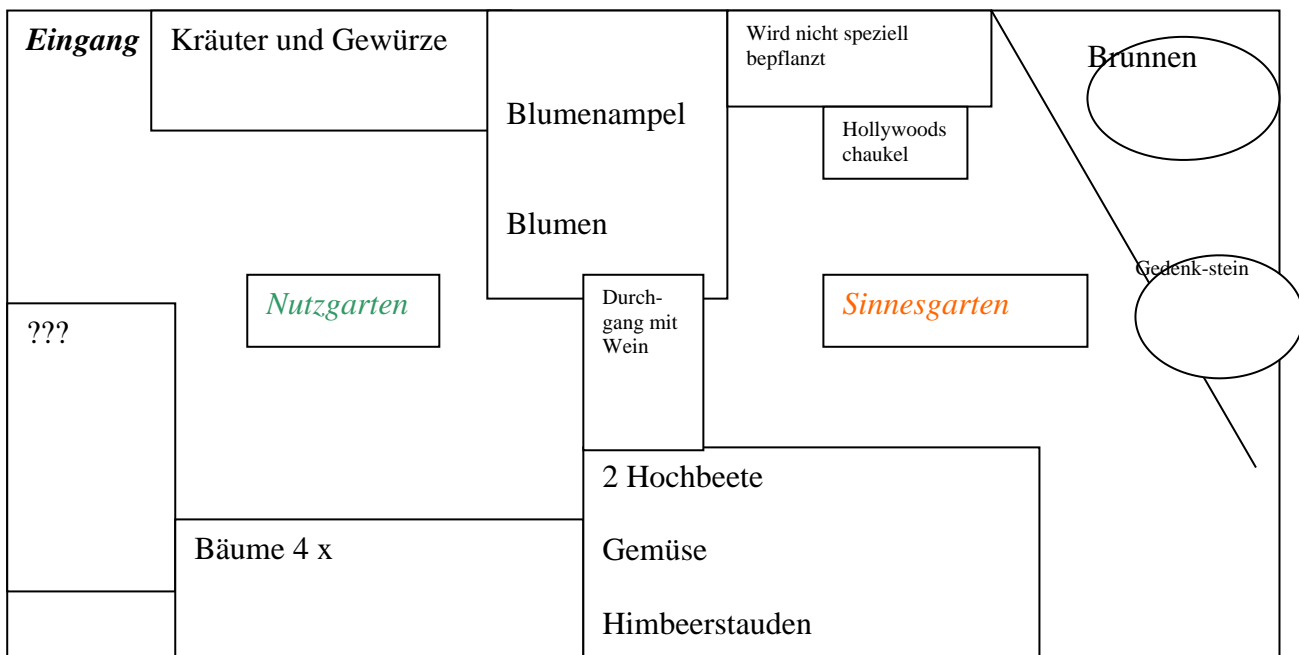 Eingang
Kräuter und Gewürze
Wird nicht speziell
bepflanzt
Brunnen
Blumenampel
Hollywoods
chaukel
Blumen
Gedenk-stein
Nutzgarten
Durch-
gang mit
Wein
Sinnesgarten
???
2 Hochbeete
Bäume 4 x
Gemüse
Himbeerstauden